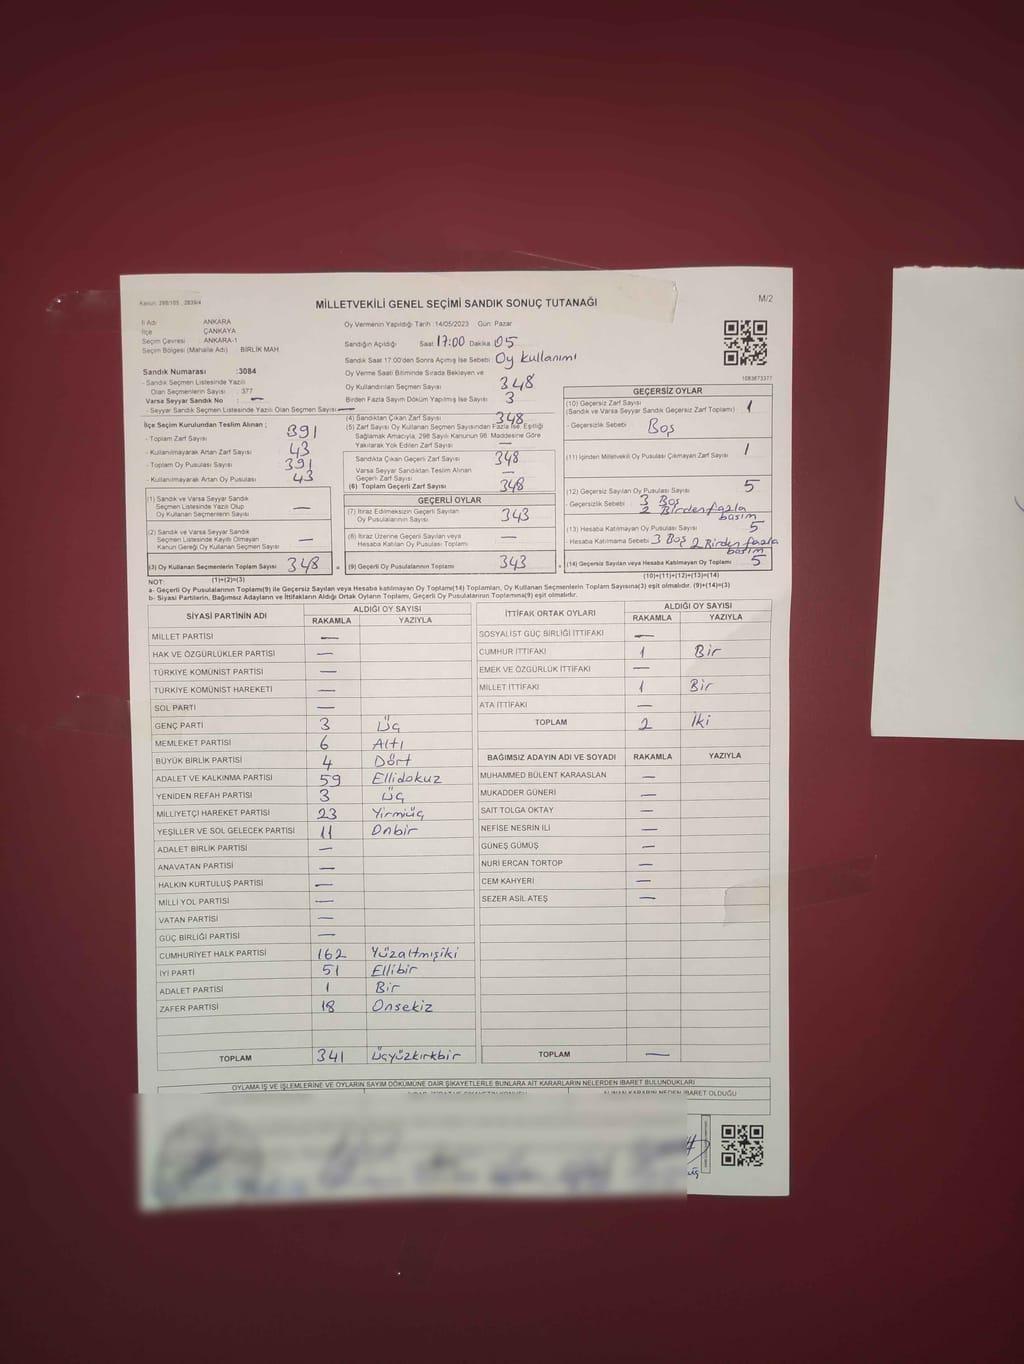 Kanun: 298/105 , 2839/4
MİLLETVEKİLİ GENEL SEÇİMİ SANDIK SONUÇ TUTANAĞI
M/2
İl Adı ANKARA
İlçe ÇANKAYA
Seçim Çevresi ANKARA-1
Seçim Bölgesi (Mahalle Adı) BİRLİK MAH.
Sandık Numarası :3084
- Sandık Seçmen Listesinde Yazılı
Olan Seçmenlerin Sayısı : 377
Varsa Seyyar Sandık No : —
- Seyyar Sandık Seçmen Listesinde Yazılı Olan Seçmen Sayısı —
Oy Vermenin Yapıldığı Tarih :14/05/2023 Gün: Pazar
Sandığın Açıldığı Saat 17:00 Dakika 05
Sandık Saat 17:00'den Sonra Açılmış İse Sebebi Oy kullanımı
Oy Verme Saati Bitiminde Sırada Bekleyen ve
Oy Kullandırılan Seçmen Sayısı 348
Birden Fazla Sayım Döküm Yapılmış İse Sayısı 3
1083673377
İlçe Seçim Kurulundan Teslim Alınan ;
- Toplam Zarf Sayısı 391
- Kullanılmayarak Artan Zarf Sayısı 43
- Toplam Oy Pusulası Sayısı 391
- Kullanılmayarak Artan Oy Pusulası 43
(1) Sandık ve Varsa Seyyar Sandık
Seçmen Listesinde Yazılı Olup
Oy Kullanan Seçmenlerin Sayısı —
(2) Sandık ve Varsa Seyyar Sandık
Seçmen Listesinde Kayıtlı Olmayan
Kanun Gereği Oy Kullanan Seçmen Sayısı —
(3) Oy Kullanan Seçmenlerin Toplam Sayısı 348
(4) Sandıktan Çıkan Zarf Sayısı 348
(5) Zarf Sayısı Oy Kullanan Seçmen Sayısından Fazla İse, Eşitliği
Sağlamak Amacıyla, 298 Sayılı Kanunun 98. Maddesine Göre
Yakılarak Yok Edilen Zarf Sayısı —
Sandıkta Çıkan Geçerli Zarf Sayısı 348
Varsa Seyyar Sandıktan Teslim Alınan
Geçerli Zarf Sayısı —
(6) Toplam Geçerli Zarf Sayısı 348
GEÇERLİ OYLAR
(7) İtiraz Edilmeksizin Geçerli Sayılan
Oy Pusulalarının Sayısı 343
(8) İtiraz Üzerine Geçerli Sayılan veya
Hesaba Katılan Oy Pusulası Toplamı —
= (9) Geçerli Oy Pusulalarının Toplamı 343
GEÇERSİZ OYLAR
(10) Geçersiz Zarf Sayısı
(Sandık ve Varsa Seyyar Sandık Geçersiz Zarf Toplamı) 1
- Geçersizlik Sebebi Boş
(11) İçinden Milletvekili Oy Pusulası Çıkmayan Zarf Sayısı 1
(12) Geçersiz Sayılan Oy Pusulası Sayısı 5
- Geçersizlik Sebebi 3 Boş
2 Birden fazla
basım
(13) Hesaba Katılmayan Oy Pusulası Sayısı 5
- Hesaba Katılmama Sebebi 3 Boş 2 Birden fazla
basım
+ (14) Geçersiz Sayılan veya Hesaba Katılmayan Oy Toplamı 5
NOT: (1)+(2)=(3)
(10)+(11)+(12)+(13)=(14)
a- Geçerli Oy Pusulalarının Toplamı(9) ile Geçersiz Sayılan veya Hesaba katılmayan Oy Toplamı(14) Toplamları, Oy Kullanan Seçmenlerin Toplam Sayısına(3) eşit olmalıdır. (9)+(14)=(3)
b- Siyasi Partilerin, Bağımsız Adayların ve İttifakların Aldığı Ortak Oyların Toplamı, Geçerli Oy Pusulalarının Toplamına(9) eşit olmalıdır.
SİYASİ PARTİNİN ADI ALDIĞI OY SAYISI
RAKAMLA YAZIYLA
MİLLET PARTİSİ —
HAK VE ÖZGÜRLÜKLER PARTİSİ —
TÜRKİYE KOMÜNİST PARTİSİ —
TÜRKİYE KOMÜNİST HAREKETİ —
SOL PARTİ —
GENÇ PARTİ 3 Üç
MEMLEKET PARTİSİ 6 Altı
BÜYÜK BİRLİK PARTİSİ 4 Dört
ADALET VE KALKINMA PARTİSİ 59 Ellidokuz
YENİDEN REFAH PARTİSİ 3 Üç
MİLLİYETÇİ HAREKET PARTİSİ 23 Yirmiüç
YEŞİLLER VE SOL GELECEK PARTİSİ 11 Onbir
ADALET BİRLİK PARTİSİ —
ANAVATAN PARTİSİ —
HALKIN KURTULUŞ PARTİSİ —
MİLLİ YOL PARTİSİ —
VATAN PARTİSİ —
GÜÇ BİRLİĞİ PARTİSİ —
CUMHURİYET HALK PARTİSİ 162 Yüzaltmışiki
İYİ PARTİ 51 Ellibir
ADALET PARTİSİ 1 Bir
ZAFER PARTİSİ 18 Onsekiz
TOPLAM 341 Üçyüzkırkbir
İTTİFAK ORTAK OYLARI ALDIĞI OY SAYISI
RAKAMLA YAZIYLA
SOSYALİST GÜÇ BİRLİĞİ İTTİFAKI —
CUMHUR İTTİFAKI 1 Bir
EMEK VE ÖZGÜRLÜK İTTİFAKI —
MİLLET İTTİFAKI 1 Bir
ATA İTTİFAKI —
TOPLAM 2 İki
BAĞIMSIZ ADAYIN ADI VE SOYADI RAKAMLA YAZIYLA
MUHAMMED BÜLENT KARAASLAN —
MUKADDER GÜNERİ —
SAİT TOLGA OKTAY —
NEFİSE NESRİN İLİ —
GÜNEŞ GÜMÜŞ —
NURİ ERCAN TORTOP —
CEM KAHYERİ —
SEZER ASİL ATEŞ —
TOPLAM —
OYLAMA İŞ VE İŞLEMLERİNE VE OYLARIN SAYIM DÖKÜMÜNE DAİR ŞİKAYETLERLE BUNLARA AİT KARARLARIN NELERDEN İBARET BULUNDUKLARI
ALINAN KARARIN NEDEN İBARET OLDUĞU